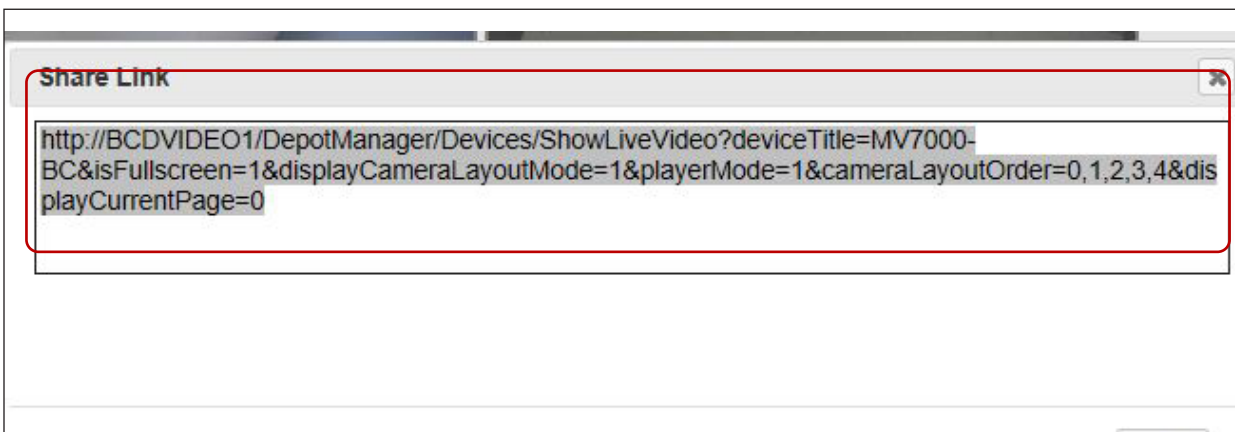 Share Link
http://BCDVIDEO1/DepotManager/Devices/ShowLiveVideo?deviceTitle=MV7000-
BC&isFullscreen=1&displayCameraLayoutMode=1&playerMode=1&cameraLayoutOrder=0,1,2,3,4&dis
playCurrentPage=0